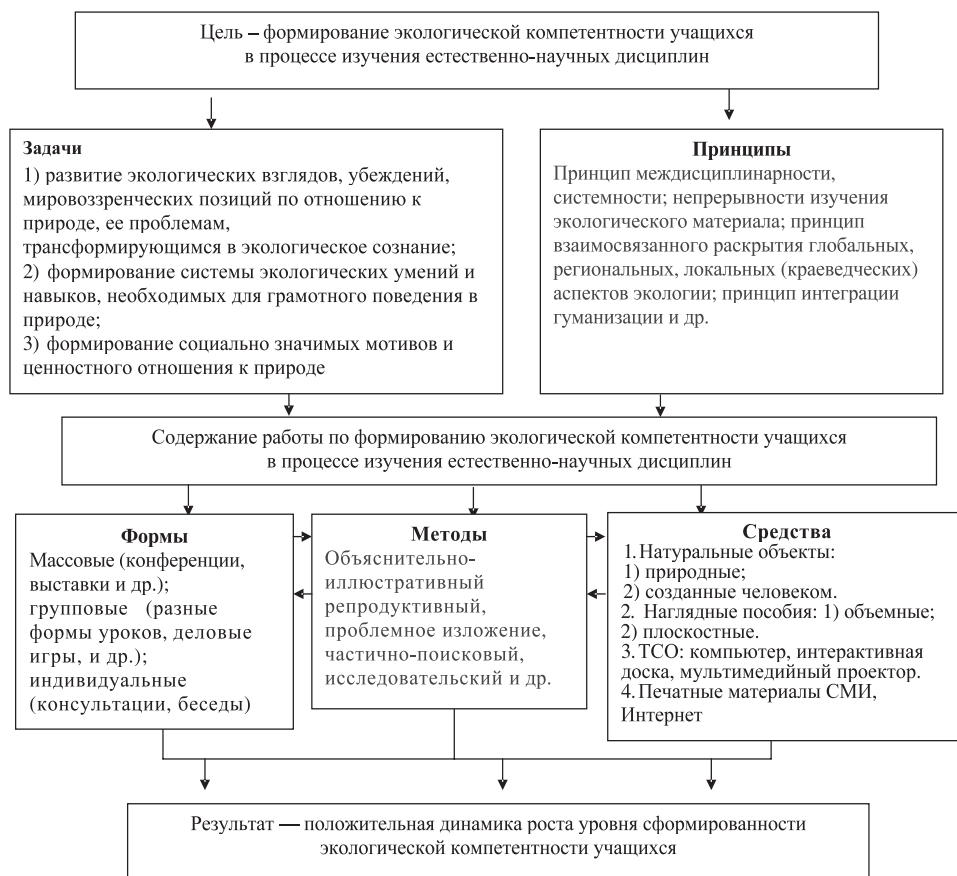 Цель – формирование экологической компетентности учащихся
в процессе изучения естественно-научных дисциплин
Задачи
1) развитие экологических взглядов, убеждений,
мировоззренческих позиций по отношению к
природе, ее проблемам,
трансформирующимся в экологическое сознание;
2) формирование системы экологических умений и
навыков, необходимых для грамотного поведения в
природе;
3) формирование социально значимых мотивов и
ценностного отношения к природе
Принципы
Принцип междисциплинарности,
системности; непрерывности изучения
экологического материала; принцип
взаимосвязанного раскрытия глобальных,
региональных, локальных (краеведческих)
аспектов экологии; принцип интеграции
гуманизации и др.
Содержание работы по формированию экологической компетентности учащихся
в процессе изучения естественно-научных дисциплин
Формы
Массовые (конференции,
выставки и др.);
групповые (разные
формы уроков, деловые
игры, и др.);
индивидуальные
(консультации, беседы)
Методы
Объяснительно-
иллюстративный
репродуктивный,
проблемное изложение,
частично-поисковый,
исследовательский и др.
Средства
1. Натуральные объекты:
1) природные;
2) созданные человеком.
2. Наглядные пособия: 1) объемные;
2) плоскостные.
3. ТСО: компьютер, интерактивная
доска, мультимедийный проектор.
4. Печатные материалы СМИ,
Интернет
Результат — положительная динамика роста уровня сформированности
экологической компетентности учащихся